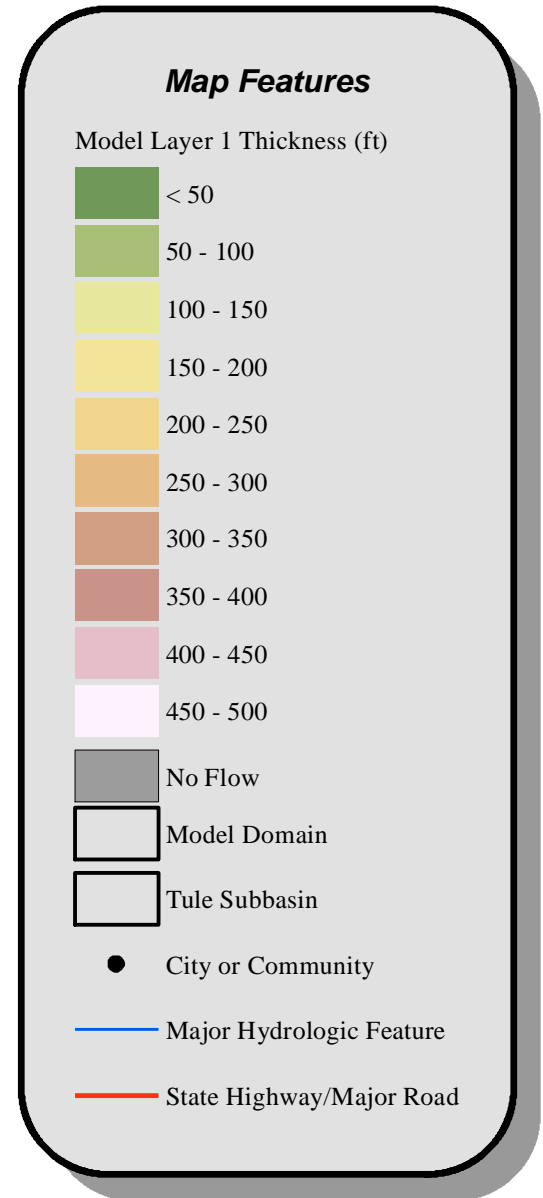 Map Features
Model Layer 1 Thickness (ft)
< 50
50 - 100
100 - 150
150 - 200
200 - 250
250 - 300
300 - 350
350 - 400
400 - 450
450 - 500
No Flow
Model Domain
Tule Subbasin
City or Community
Major Hydrologic Feature
State Highway/Major Road